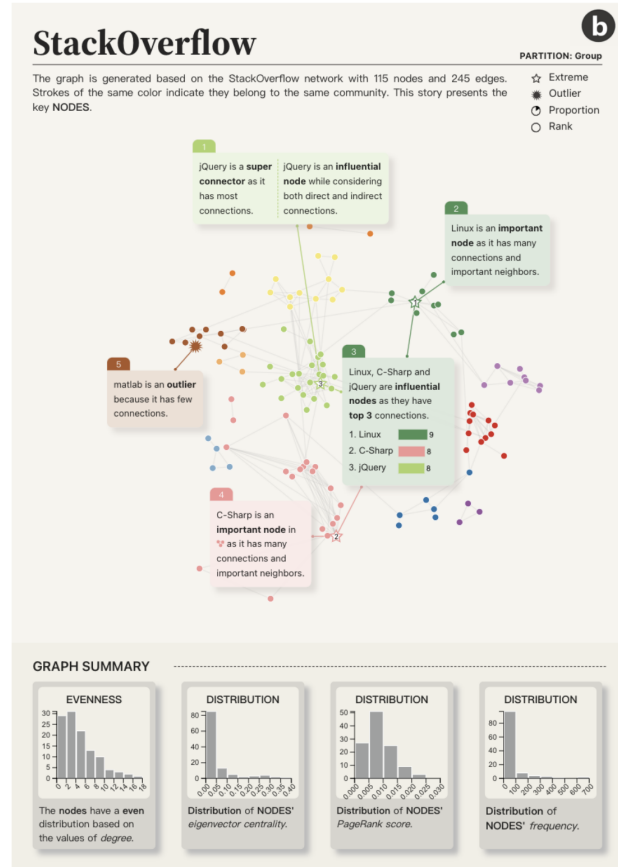 b
StackOverflow
PARTITION: Group
The graph is generated based on the StackOverflow network with 115 nodes and 245 edges.
Strokes of the same color indicate they belong to the same community. This story presents the
key NODES.
Extreme
Outlier
Proportion
Rank
1
jQuery is a super
connector as it
has most
connections.
jQuery is an influential
node while considering
both direct and indirect
connections.
2
Linux is an important
node as it has many
connections and
important neighbors.
1
3
Linux, C-Sharp and
jQuery are influential
nodes as they have
top 3 connections.
1. Linux 9
2. C-Sharp 8
3. jQuery 8
3
5
matlab is an outlier
because it has few
connections.
4
C-Sharp is an
important node in
as it has many
connections and
important neighbors.
2
GRAPH SUMMARY
EVENNESS
30
25
20
15
10
5
0
0 2 4 6 8 10 12 14 16 18
The nodes have a even
distribution based on
the values of degree.
DISTRIBUTION
80
60
40
20
0
0.00 0.05 0.10 0.15 0.20 0.25 0.30 0.35 0.40
Distribution of NODES'
eigenvector centrality.
DISTRIBUTION
50
40
30
20
10
0
0.000 0.005 0.010 0.015 0.020 0.025 0.030
Distribution of NODES'
PageRank score.
DISTRIBUTION
80
60
40
20
0
0 100 200 300 400 500 600 700
Distribution of
NODES' frequency.